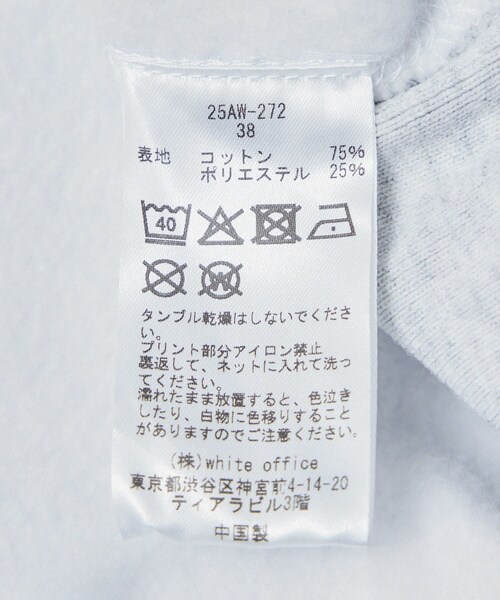 25AW-272
38
表地 コットン 75%
ポリエステル 25%
40
W
タンブル乾燥はしないでくださ
い。
プリント部分アイロン禁止
裏返して、ネットに入れて洗っ
てください。
濡れたまま放置すると、色泣き
したり、白物に色移りすること
がありますのでご注意ください。
(株)white office
東京都渋谷区神宮前4-14-20
ティアラビル3階
中国製